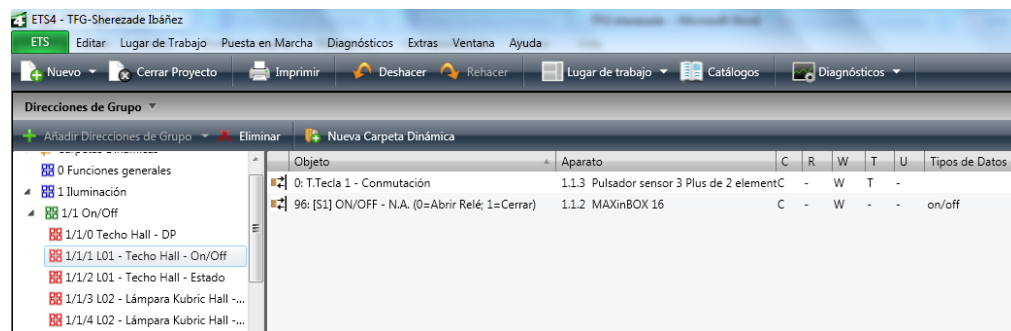 ETS4 - TFG-Sherezade Ibáñez
ETS Editar Lugar de Trabajo Puesta en Marcha Diagnósticos Extras Ventana Ayuda
Nuevo Cerrar Proyecto Imprimir Deshacer Rehacer Lugar de trabajo Catálogos Diagnósticos
Direcciones de Grupo
Añadir Direcciones de Grupo Eliminar Nueva Carpeta Dinámica
Objeto Aparato C R W T U Tipos de Datos
0 Funciones generales
0: T.Tecla 1 - Conmutación 1.1.3 Pulsador sensor 3 Plus de 2 element C - W T -
1 Iluminación
96: [S1] ON/OFF - N.A. (0=Abrir Relé; 1=Cerrar) 1.1.2 MAXinBOX 16 C - W - - on/off
1/1 On/Off
1/1/0 Techo Hall - DP
1/1/1 L01 - Techo Hall - On/Off
1/1/2 L01 - Techo Hall - Estado
1/1/3 L02 - Lámpara Kubric Hall -...
1/1/4 L02 - Lámpara Kubric Hall -...